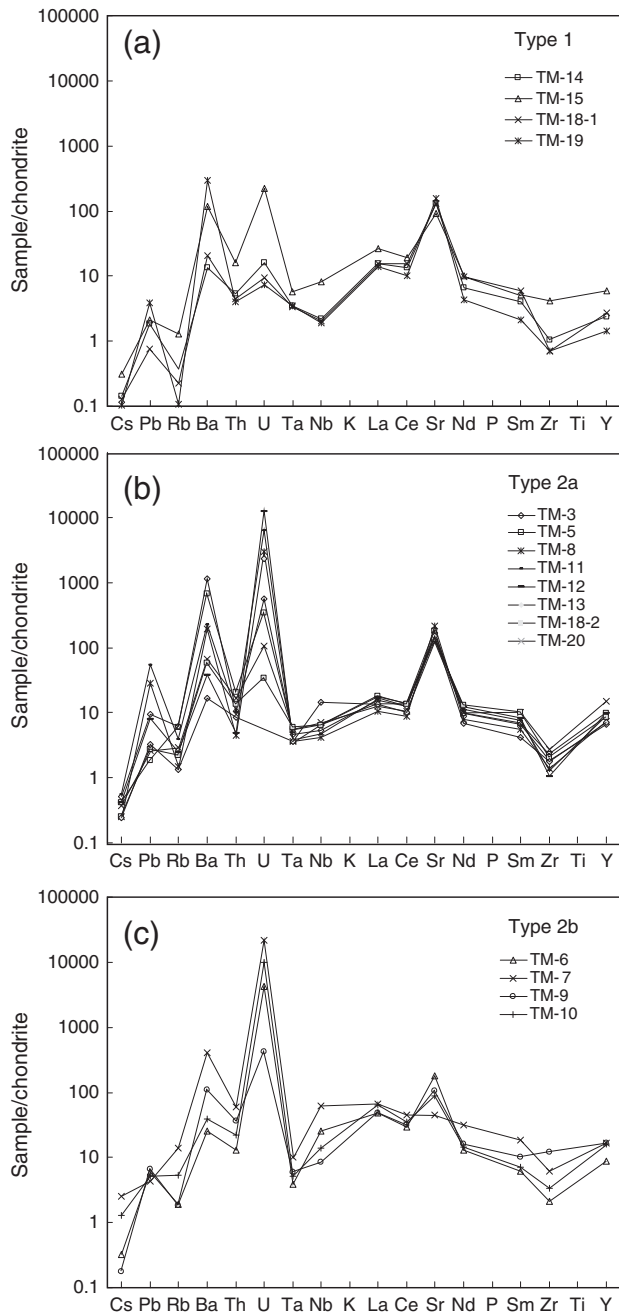 (a)
Type 1
TM-14
TM-15
TM-18-1
TM-19
Sample/chondrite
100000
10000
1000
100
10
1
0.1
Cs Pb Rb Ba Th U Ta Nb K La Ce Sr Nd P Sm Zr Ti Y
(b)
Type 2a
TM-3
TM-5
TM-8
TM-11
TM-12
TM-13
TM-18-2
TM-20
Sample/chondrite
100000
10000
1000
100
10
1
0.1
Cs Pb Rb Ba Th U Ta Nb K La Ce Sr Nd P Sm Zr Ti Y
(c)
Type 2b
TM-6
TM-7
TM-9
TM-10
Sample/chondrite
100000
10000
1000
100
10
1
0.1
Cs Pb Rb Ba Th U Ta Nb K La Ce Sr Nd P Sm Zr Ti Y